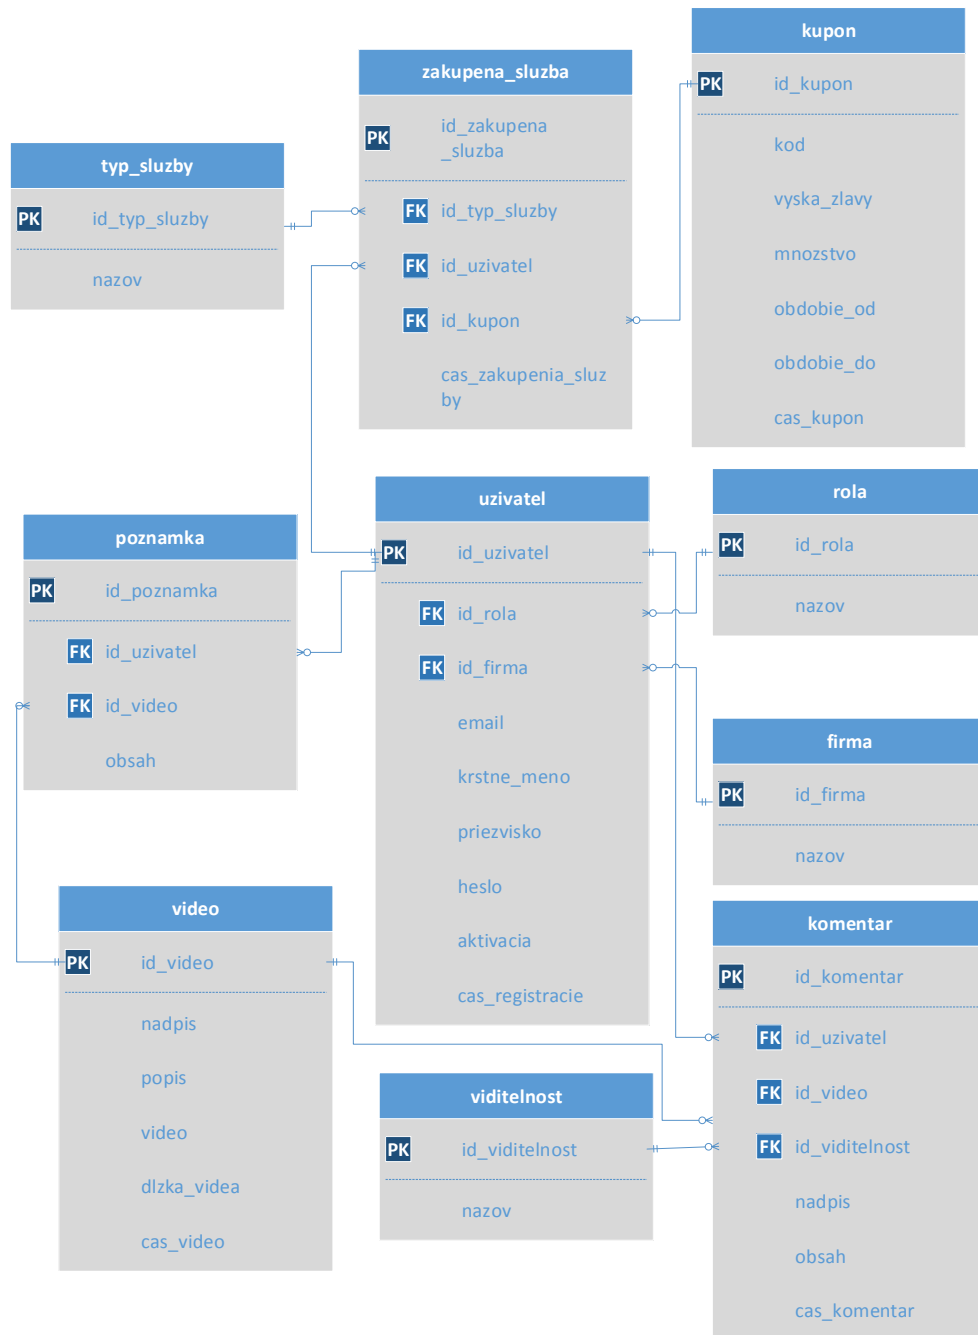 kupon
PK id_kupon
kod
vyska_zlavy
mnozstvo
obdobie_od
obdobie_do
cas_kupon
zakupena_sluzba
PK id_zakupena
_sluzba
FK id_typ_sluzby
FK id_uzivatel
FK id_kupon
cas_zakupenia_sluz
by
typ_sluzby
PK id_typ_sluzby
nazov
uzivatel
PK id_uzivatel
FK id_rola
FK id_firma
email
krstne_meno
priezvisko
heslo
aktivacia
cas_registracie
rola
PK id_rola
nazov
poznamka
PK id_poznamka
FK id_uzivatel
FK id_video
obsah
firma
PK id_firma
nazov
video
PK id_video
nadpis
popis
video
dlzka_videa
cas_video
komentar
PK id_komentar
FK id_uzivatel
FK id_video
FK id_viditelnost
nadpis
obsah
cas_komentar
viditelnost
PK id_viditelnost
nazov